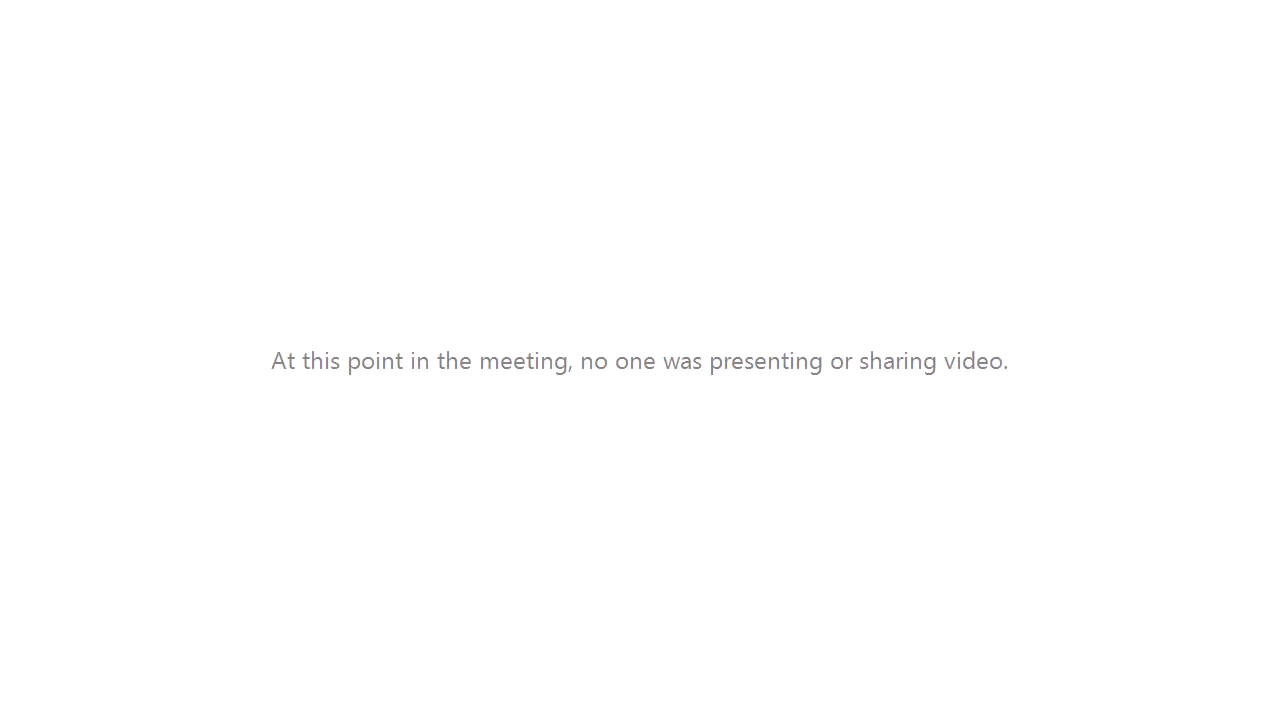 At this point in the meeting, no one was presenting or sharing video.